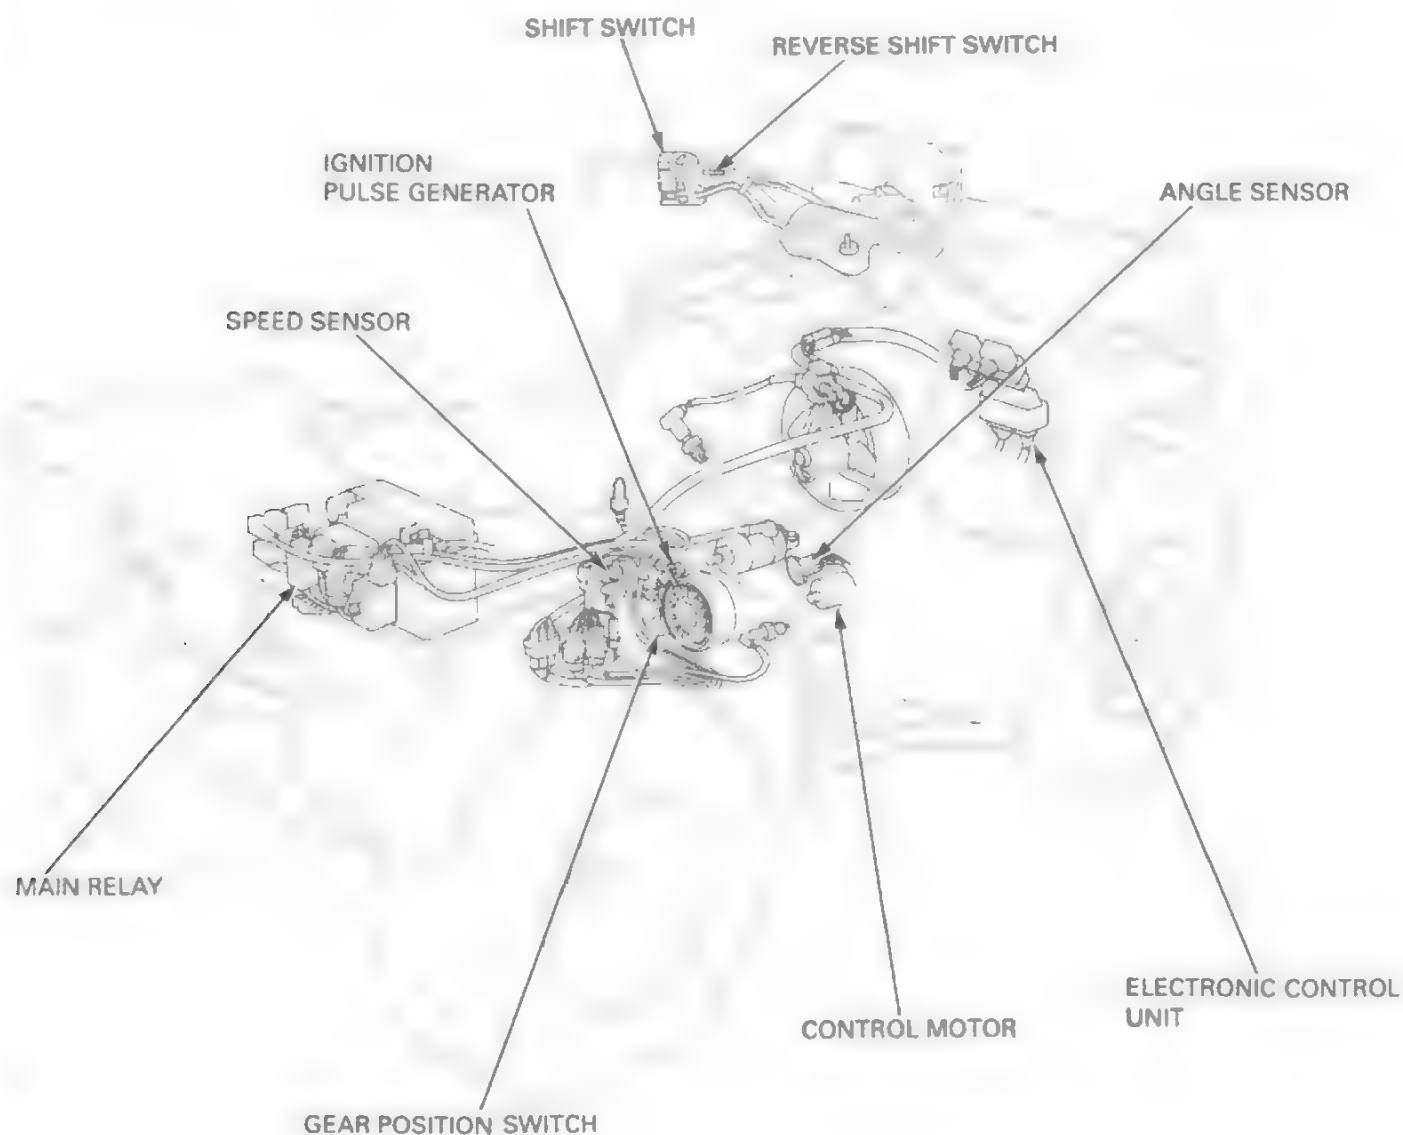 SHIFT SWITCH
REVERSE SHIFT SWITCH
IGNITION
PULSE GENERATOR
ANGLE SENSOR
SPEED SENSOR
MAIN RELAY
ELECTRONIC CONTROL
UNIT
CONTROL MOTOR
GEAR POSITION SWITCH